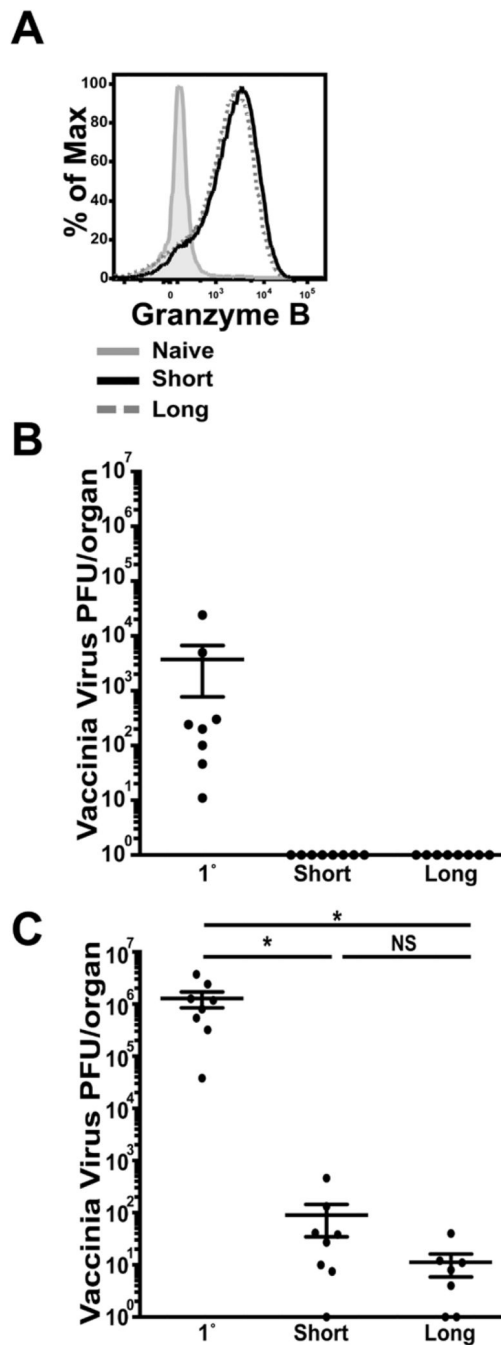 A
% of Max
100
80
60
40
20
0
0 10³ 10⁴ 10⁵
Granzyme B
Naive
Short
Long
B
Vaccinia Virus PFU/organ
10⁷
10⁶
10⁵
10⁴
10³
10²
10¹
10⁰
1° Short Long
C
*
* NS
Vaccinia Virus PFU/organ
10⁷
10⁶
10⁵
10⁴
10³
10²
10¹
10⁰
1° Short Long